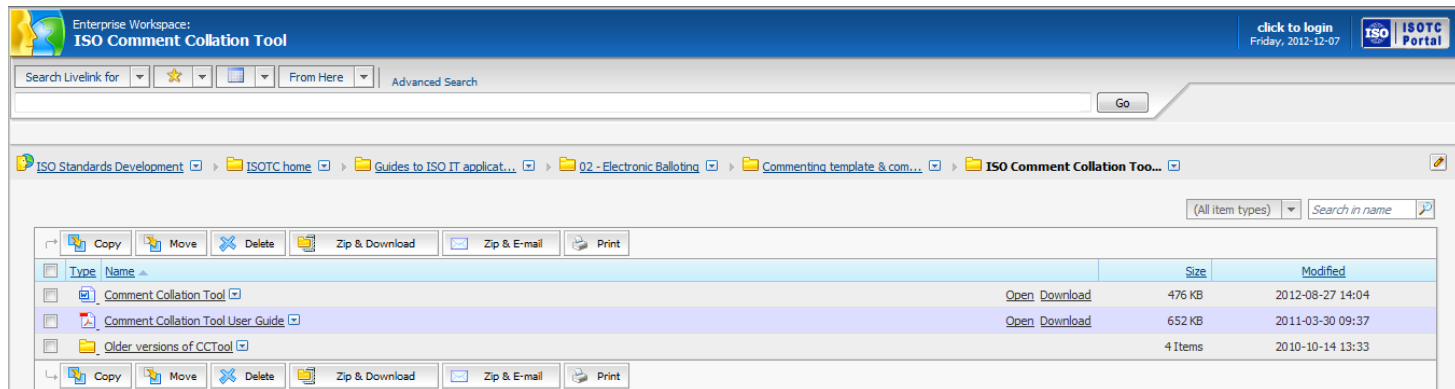 Enterprise Workspace:
ISO Comment Collation Tool
click to login
Friday, 2012-12-07
ISO
ISOTC
Portal
Search Livelink for
From Here
Advanced Search
Go
ISO Standards Development
ISOTC home
Guides to ISO IT applicat...
02 - Electronic Balloting
Commenting template & com...
ISO Comment Collation Too...
(All item types)
Search in name
Copy Move Delete Zip & Download Zip & E-mail Print
Type Name Size Modified
Comment Collation Tool Open Download 476 KB 2012-08-27 14:04
Comment Collation Tool User Guide Open Download 652 KB 2011-03-30 09:37
Older versions of CCTool 4 Items 2010-10-14 13:33
Copy Move Delete Zip & Download Zip & E-mail Print